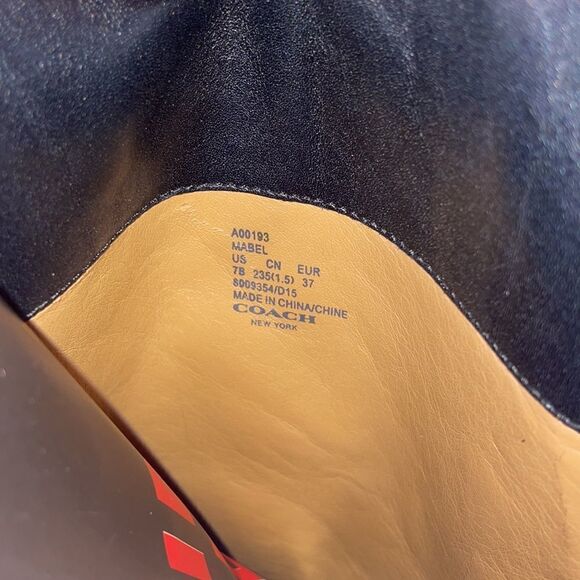 A00193
MABEL
US CN EUR
7B 235(1.5) 37
8009354/D15
MADE IN CHINA/CHINE
COACH
NEW YORK